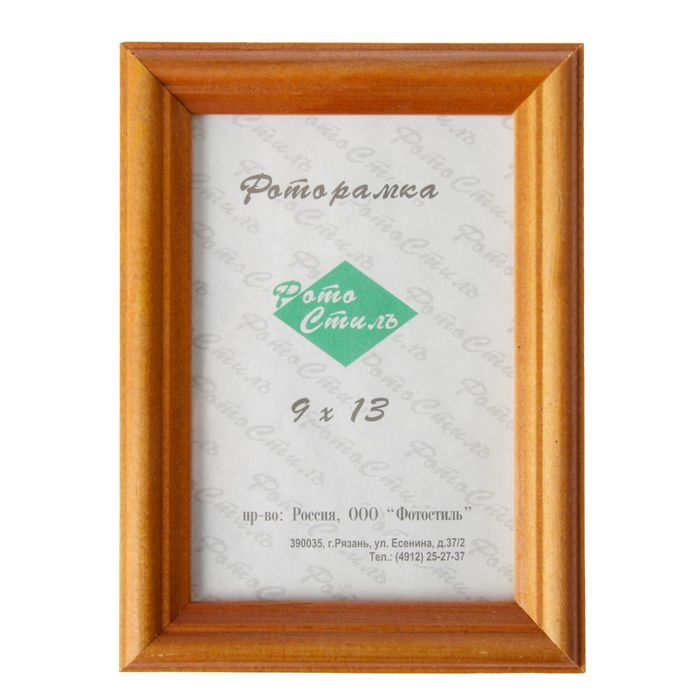 Фоторамка
Фото
Стилъ
9 х 13
пр-во: Россия, ООО “Фотостиль”
390035, г.Рязань, ул. Есенина, д.37/2
Тел.: (4912) 25-27-37